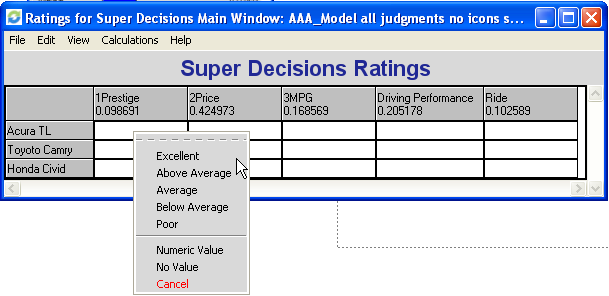 Ratings for Super Decisions Main Window: AAA_Model all judgments no icons s...
File Edit View Calculations Help
Super Decisions Ratings
1Prestige 2Price 3MPG Driving Performance Ride
0.098691 0.424973 0.168569 0.205178 0.102589
Acura TL
Toyoto Camry
Honda Civid
Excellent
Above Average
Average
Below Average
Poor
Numeric Value
No Value
Cancel